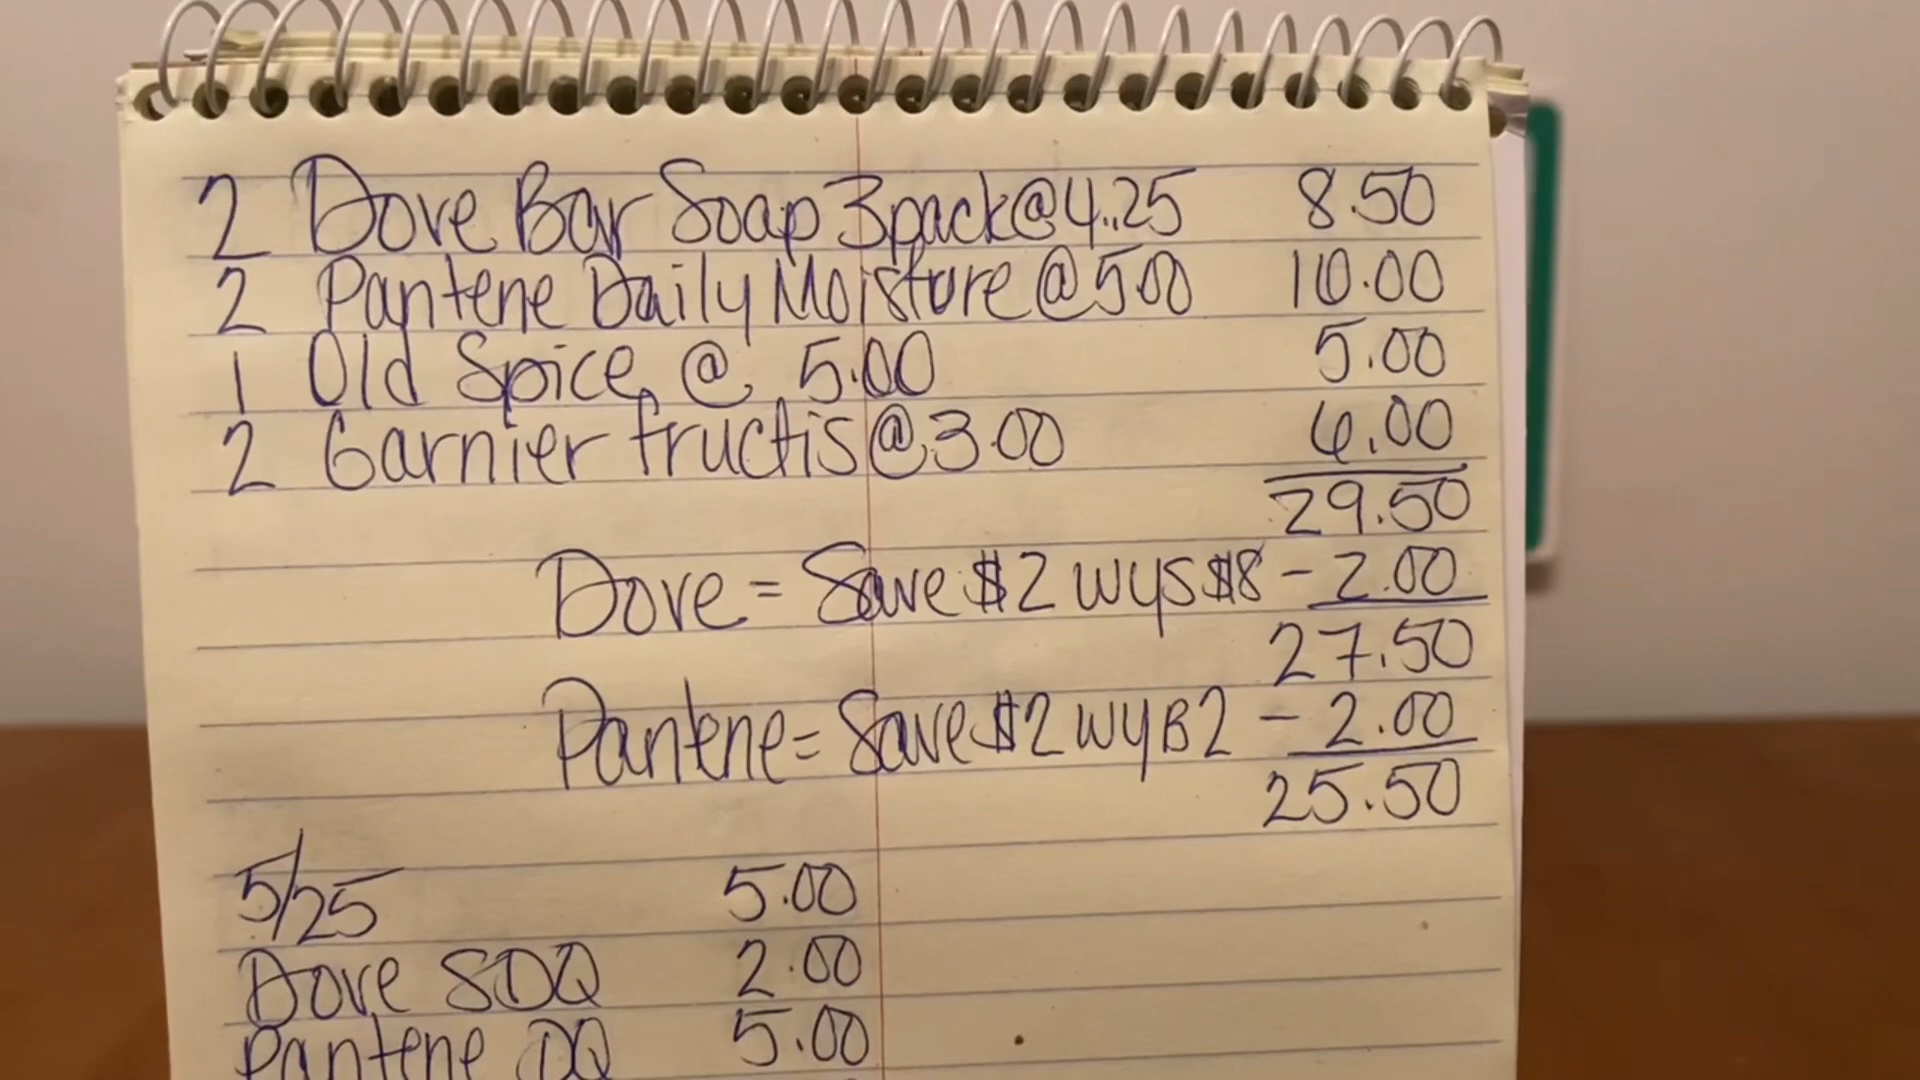 2 Dove Bar Soap 3pack@4.25 8.50
2 Pantene Daily Moisture @5.00 10.00
1 Old Spice @ 5.00 5.00
2 Garnier fructis@3.00 6.00
29.50
Dove = Save $2 wys $8 - 2.00
27.50
Pantene = Save $2 wyB2 - 2.00
25.50
5/25 5.00
Dove SDQ 2.00
Pantene DQ 5.00